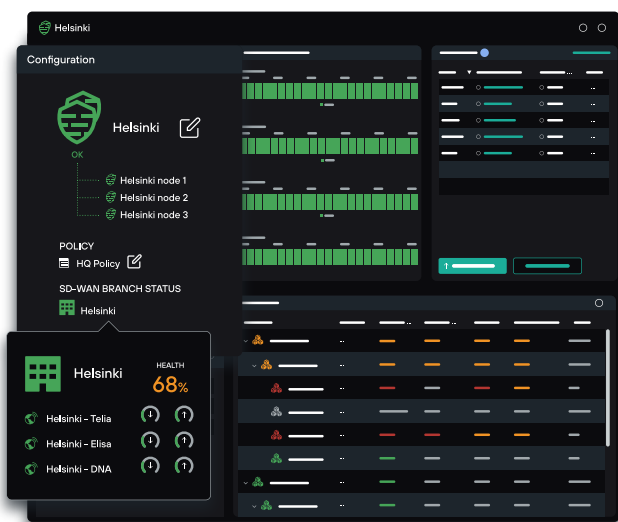 Helsinki
Configuration
Helsinki
OK
Helsinki node 1
Helsinki node 2
Helsinki node 3
POLICY
HQ Policy
SD-WAN BRANCH STATUS
Helsinki
Helsinki
HEALTH
68%
Helsinki - Telia
Helsinki - Elisa
Helsinki - DNA